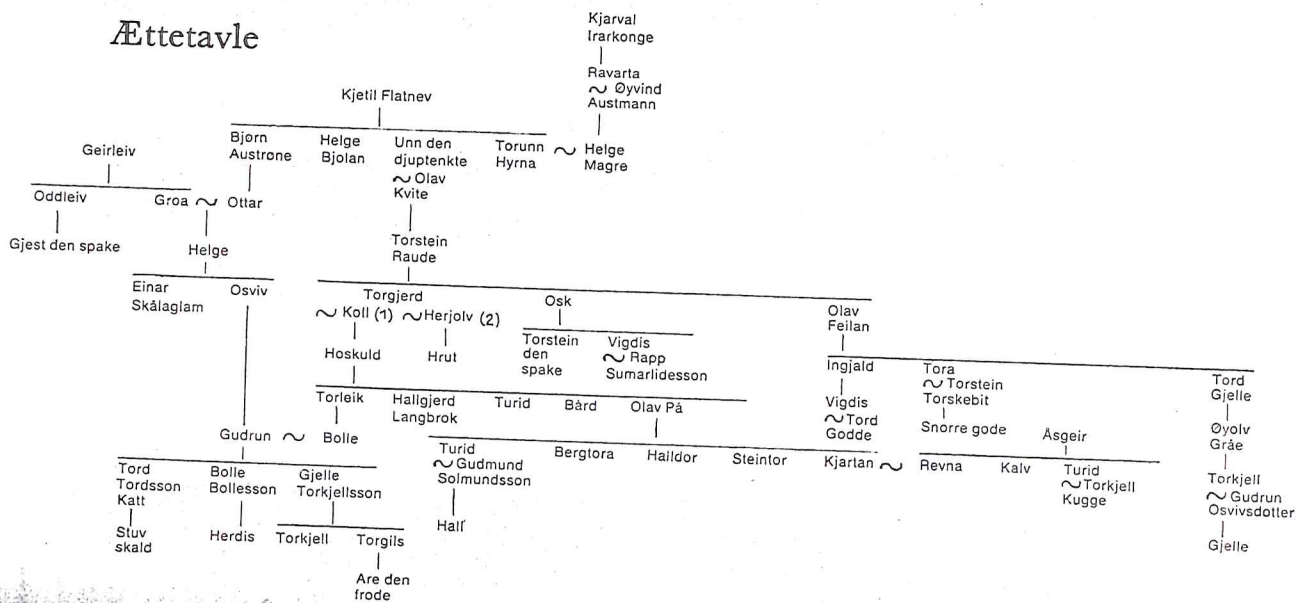 Ættetavle
Kjarval
Irarkonge
Ravarta
~ Øyvind
Austmann
Kjetil Flatnev
Bjørn
Austrøne
Helge
Bjolan
Unn den
djuptenkte
~ Olav
Kvite
Torunn
Hyrna
~
Helge
Magre
Geirleiv
Oddleiv
Groa ~ Ottar
Gjest den spake
Helge
Torstein
Raude
Einar
Skålaglam
Osviv
Torgjerd
~ Koll (1) ~ Herjolv (2)
Osk
Olav
Feilan
Hoskuld
Hrut
Torstein
den
spake
Vigdis
~ Rapp
Sumarlidesson
Ingjald
Tora
~ Torstein
Torskebit
Tord
Gjelle
Torleik
Hallgjerd
Langbrok
Turid
Bård
Olav På
Vigdis
~ Tord
Godde
Snorre gode
Øyolv
Gråe
Gudrun ~ Bolle
Åsgeir
Turid
~ Gudmund
Solmundsson
Bergtora
Halldor
Steintor
Kjartan ~ Revna
Kalv
Turid
~ Torkjell
Kugge
Torkjell
~ Gudrun
Osvivsdotter
Tord
Tordsson
Katt
Bolle
Bollesson
Gjelle
Torkjellsson
Hall
Gjelle
Stuv
skald
Herdis
Torkjell
Torgils
Are den
frode